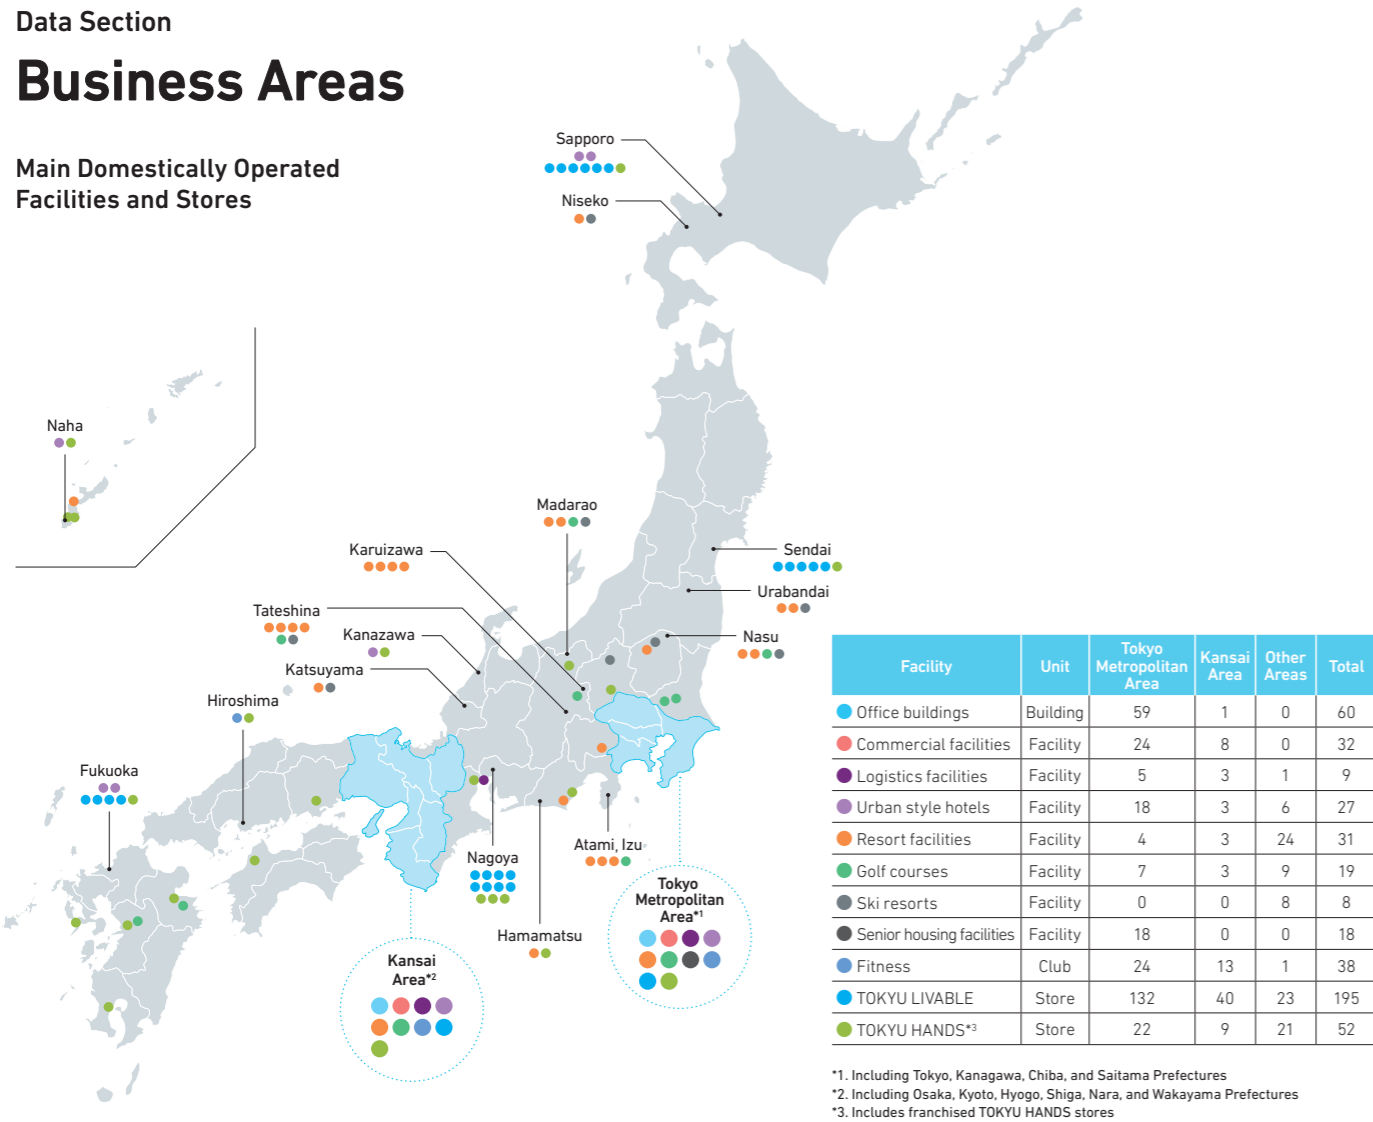 Data Section
Business Areas
Main Domestically Operated
Facilities and Stores
Sapporo
Niseko
Naha
Madarao
Karuizawa
Sendai
Urabandai
Tateshina
Kanazawa
Nasu
Katsuyama
Hiroshima
Fukuoka
Nagoya
Atami, Izu
Hamamatsu
Tokyo
Metropolitan
Area*1
Kansai
Area*2
Facility Unit Tokyo Metropolitan Area Kansai Area Other Areas Total
Office buildings Building 59 1 0 60
Commercial facilities Facility 24 8 0 32
Logistics facilities Facility 5 3 1 9
Urban style hotels Facility 18 3 6 27
Resort facilities Facility 4 3 24 31
Golf courses Facility 7 3 9 19
Ski resorts Facility 0 0 8 8
Senior housing facilities Facility 18 0 0 18
Fitness Club 24 13 1 38
TOKYU LIVABLE Store 132 40 23 195
TOKYU HANDS*3 Store 22 9 21 52
*1. Including Tokyo, Kanagawa, Chiba, and Saitama Prefectures
*2. Including Osaka, Kyoto, Hyogo, Shiga, Nara, and Wakayama Prefectures
*3. Includes franchised TOKYU HANDS stores